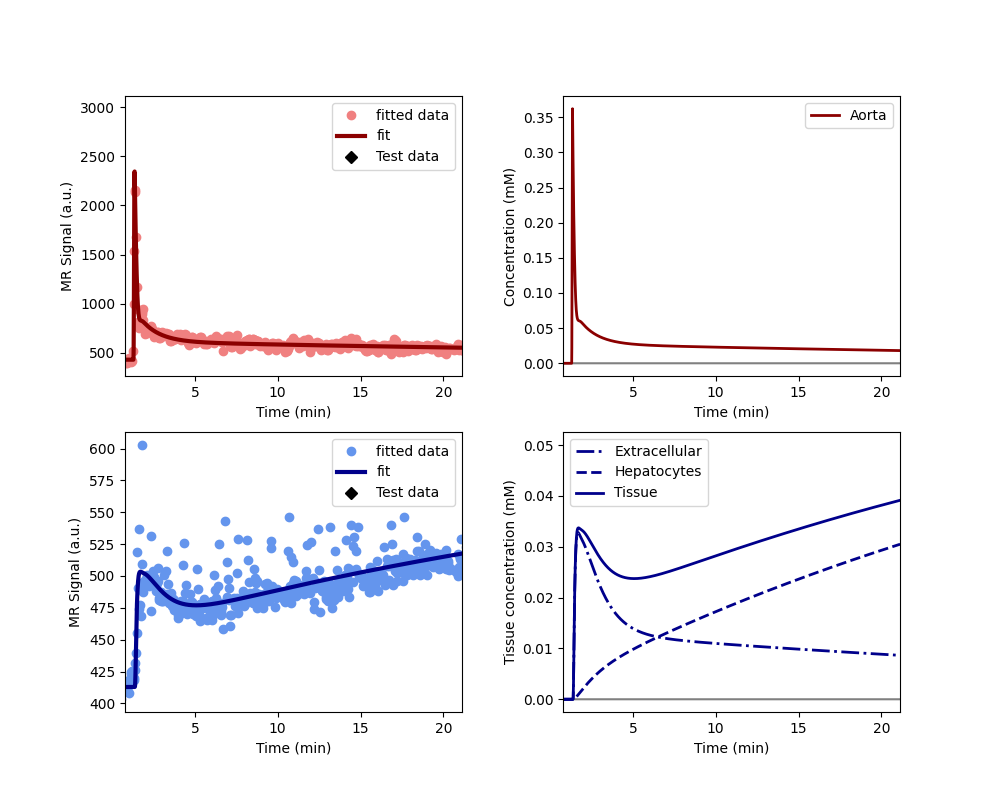 3000
2500
2000
1500
1000
500
MR Signal (a.u.)
fitted data
fit
Test data
5
10
15
20
Time (min)
0.35
0.30
0.25
0.20
0.15
0.10
0.05
0.00
Concentration (mM)
Aorta
5
10
15
20
Time (min)
600
575
550
525
500
475
450
425
400
MR Signal (a.u.)
fitted data
fit
Test data
5
10
15
20
Time (min)
0.05
0.04
0.03
0.02
0.01
0.00
Tissue concentration (mM)
Extracellular
Hepatocytes
Tissue
5
10
15
20
Time (min)